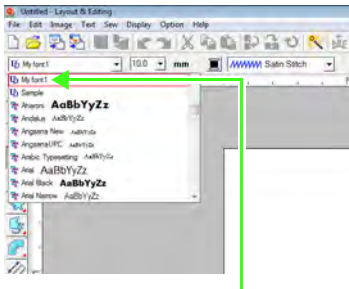 Untitled - Layout & Editing
File Edit Image Text Sew Display Option Help
My font1 10.0 mm Satin Stitch
My font1
Sample
Aharoni AaBbYyZz
Andalus AaBbYyZz
Angsana New AaBbYyZz
AngsanaUPC AaBbYyZz
Arabic Typesetting AaBbYyZz
Arial AaBbYyZz
Arial Black AaBbYyZz
Arial Narrow AaBbYyZz